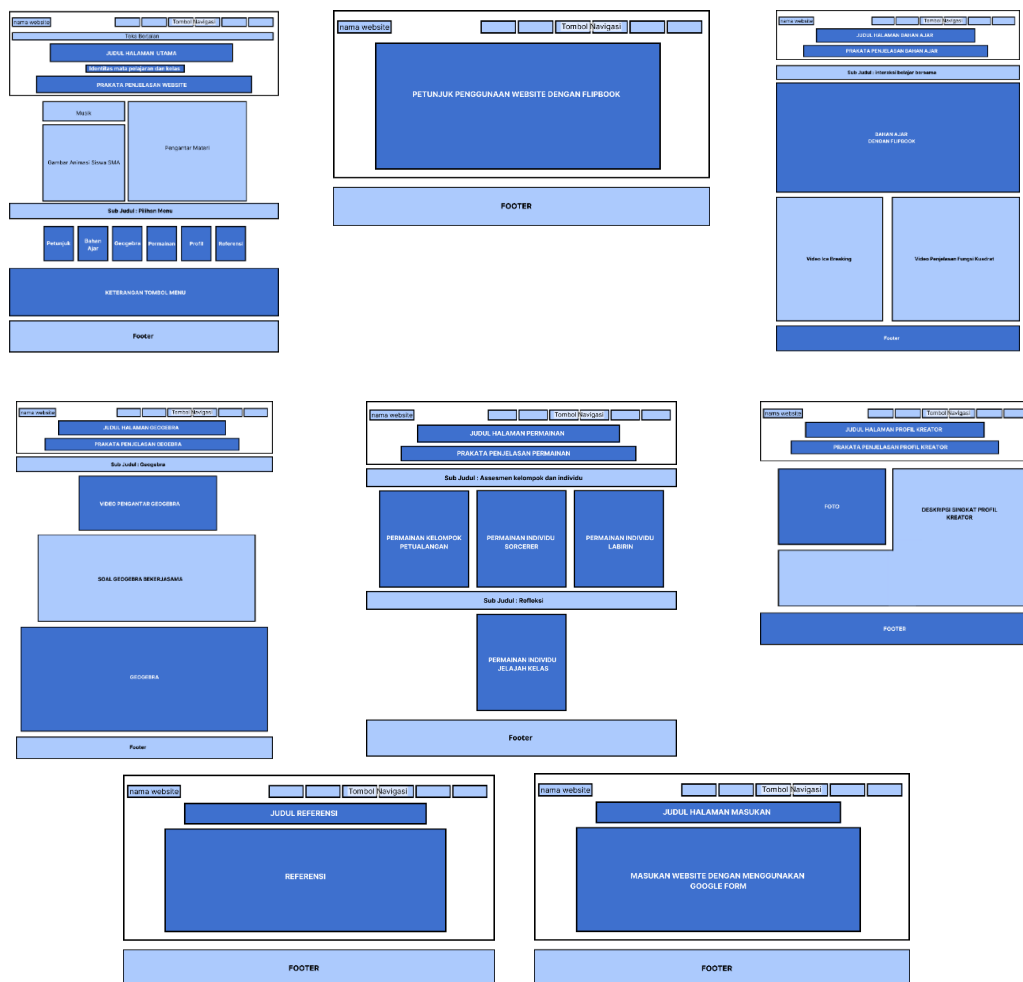 nama website
Tombol Navigasi
Teks Berjalan
JUDUL HALAMAN UTAMA
Identitas mata pelajaran dan kelas
PRAKATA PENJELASAN WEBSITE
Musik
Gambar Animasi Siswa SMA
Pengantar Materi
Sub Judul : Pilihan Menu
Petunjuk
Bahan
Ajar
Geogebra
Permainan
Profil
Referensi
KETERANGAN TOMBOL MENU
Footer
nama website
Tombol Navigasi
PETUNJUK PENGGUNAAN WEBSITE DENGAN FLIPBOOK
FOOTER
nama website
Tombol Navigasi
JUDUL HALAMAN BAHAN AJAR
PRAKATA PENJELASAN BAHAN AJAR
Sub Judul : Interaksi Belajar bersama
BAHAN AJAR
DENGAN FLIPBOOK
Video Ice Breaking
Video Penjelasan Fungsi Kuadrat
Footer
nama website
Tombol Navigasi
JUDUL HALAMAN GEOGEBRA
PRAKATA PENJELASAN GEOGEBRA
Sub Judul : Geogebra
VIDEO PENGANTAR GEOGEBRA
SOAL GEOGEBRA BEKERJASAMA
GEOGEBRA
Footer
nama website
Tombol Navigasi
JUDUL HALAMAN PERMAINAN
PRAKATA PENJELASAN PERMAINAN
Sub Judul : Assesmen kelompok dan individu
PERMAINAN KELOMPOK
PETUALANGAN
PERMAINAN INDIVIDU
SORCERER
PERMAINAN INDIVIDU
LABIRIN
Sub Judul : Refleksi
PERMAINAN INDIVIDU
JELAJAH KELAS
Footer
nama website
Tombol Navigasi
JUDUL HALAMAN PROFIL KREATOR
PRAKATA PENJELASAN PROFIL KREATOR
FOTO
DESKRIPSI SINGKAT PROFIL
KREATOR
FOOTER
nama website
Tombol Navigasi
JUDUL REFERENSI
REFERENSI
FOOTER
nama website
Tombol Navigasi
JUDUL HALAMAN MASUKAN
MASUKAN WEBSITE DENGAN MENGGUNAKAN
GOOGLE FORM
FOOTER